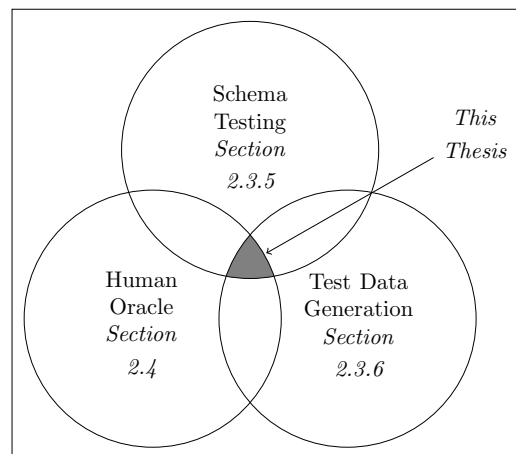 Schema
Testing
Section
2.3.5
This
Thesis
Human
Oracle
Section
2.4
Test Data
Generation
Section
2.3.6